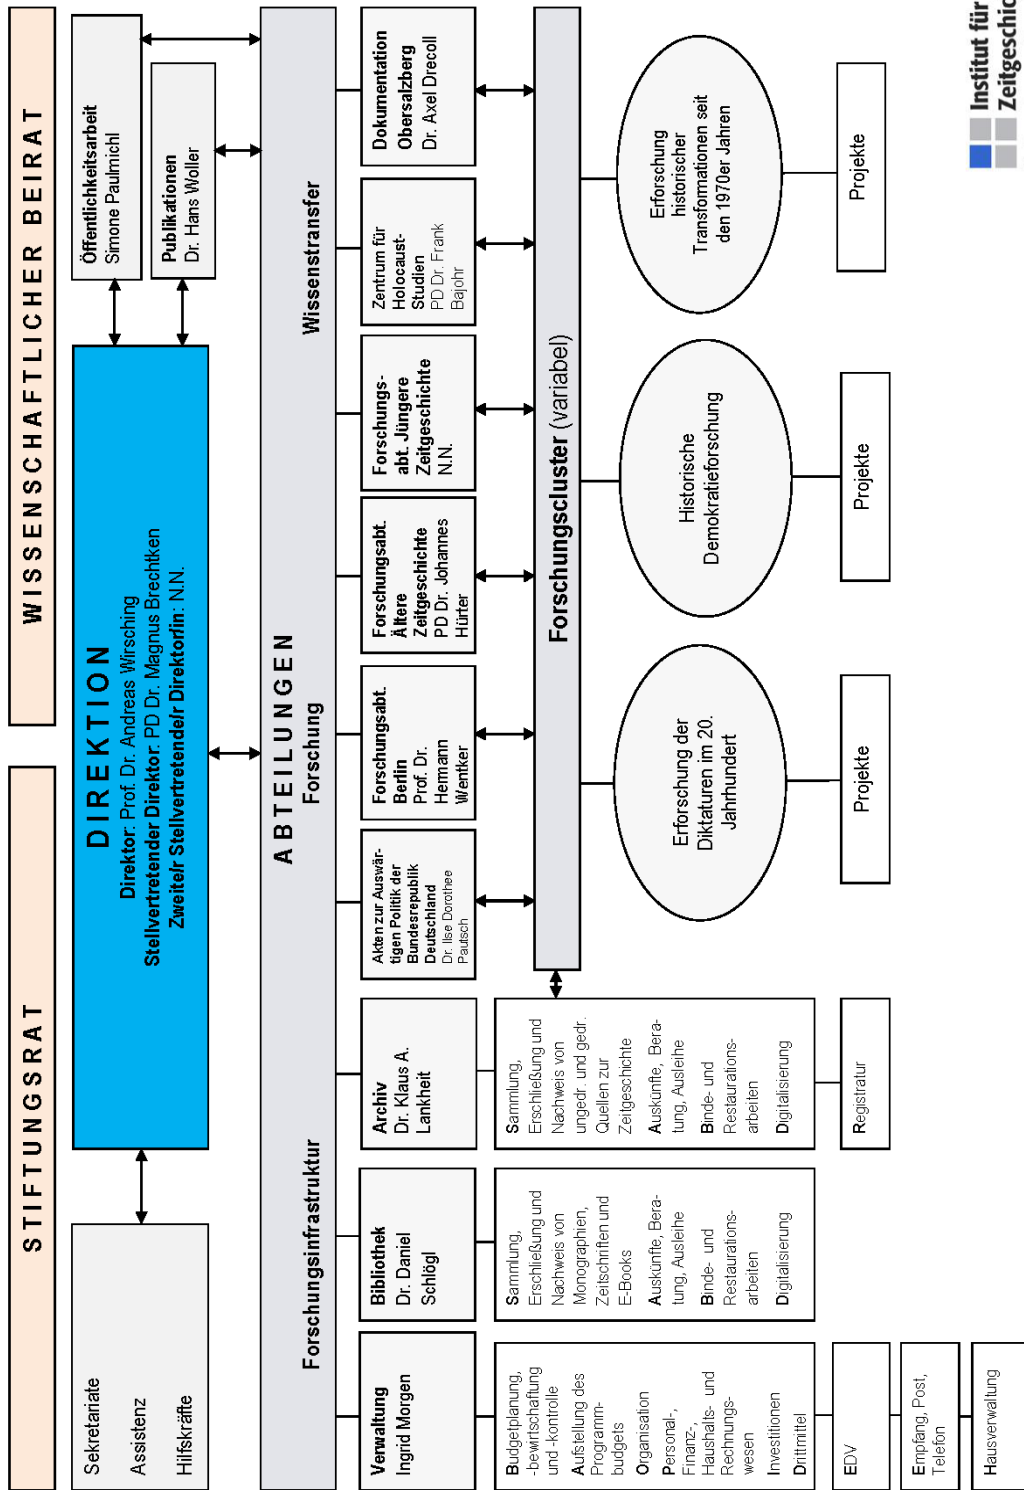 STIFTUNGSRAT
WISSENSCHAFTLICHER BEIRAT
Sekretariate
Assistenz
Hilfskräfte
DIREKTION
Direktor: Prof. Dr. Andreas Wirsching
Stellvertretender Direktor: PD Dr. Magnus Brechtken
Zweite/r Stellvertretende/r Direktor/in: N.N.
Öffentlichkeitsarbeit
Simone Paulmichl
Publikationen
Dr. Hans Woller
ABTEILUNGEN
Forschungsinfrastruktur
Forschung
Wissenstransfer
Verwaltung
Ingrid Morgen
Bibliothek
Dr. Daniel
Schlögl
Archiv
Dr. Klaus A.
Lankheit
Akten zur Auswär-
tigen Politik der
Bundesrepublik
Deutschland
Dr. Ilse Dorothee
Pautsch
Forschungsabt.
Berlin
Prof. Dr.
Hermann
Wentker
Forschungsabt.
Ältere
Zeitgeschichte
PD Dr. Johannes
Hürter
Forschungs-
abt. Jüngere
Zeitgeschichte
N.N.
Zentrum für
Holocaust-
Studien
PD Dr. Frank
Bajohr
Dokumentation
Obersalzberg
Dr. Axel Drecoll
Budgetplanung,
-bewirtschaftung
und -kontrolle
Aufstellung des
Programm-
budgets
Organisation
Personal-,
Finanz-,
Haushalts- und
Rechnungs-
wesen
Investitionen
Drittmittel
EDV
Empfang, Post,
Telefon
Hausverwaltung
Sammlung,
Erschließung und
Nachweis von
Monographien,
Zeitschriften und
E-Books
Auskünfte, Bera-
tung, Ausleihe
Binde- und
Restaurations-
arbeiten
Digitalisierung
Sammlung,
Erschließung und
Nachweis von
ungedr. und gedr.
Quellen zur
Zeitgeschichte
Auskünfte, Bera-
tung, Ausleihe
Binde- und
Restaurations-
arbeiten
Digitalisierung
Registratur
Forschungscluster (variabel)
Erforschung der
Diktaturen im 20.
Jahrhundert
Projekte
Historische
Demokratieforschung
Projekte
Erforschung
historischer
Transformationen seit
den 1970er Jahren
Projekte
Institut für
Zeitgeschic